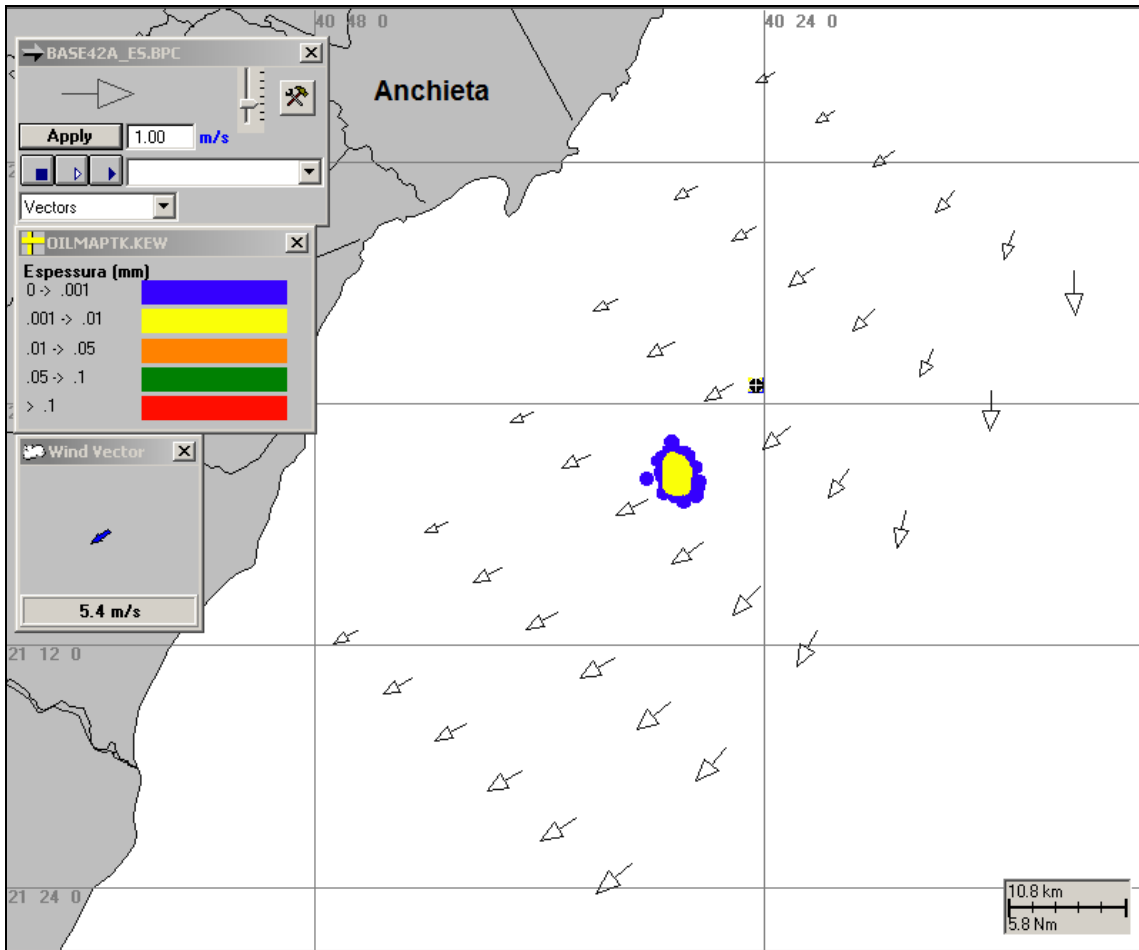 40 48 0
40 24 0
BASE42A_ES.BPC
Anchieta
Apply
1.00
m/s
Vectors
OILMAPTK.KEW
Espessura (mm)
0 -> .001
.001 -> .01
.01 -> .05
.05 -> .1
> .1
Wind Vector
5.4 m/s
21 12 0
21 24 0
10.8 km
5.8 Nm